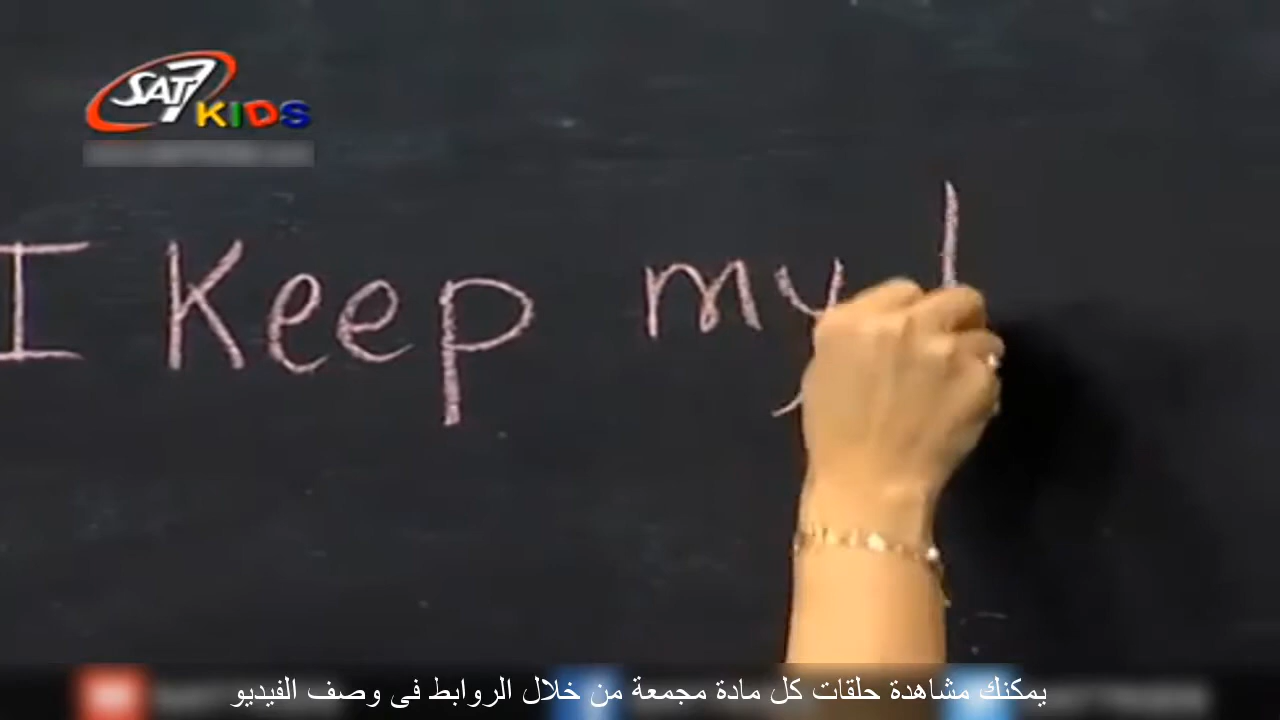 SAT7 KIDS
I Keep my
يمكنك مشاهدة حلقات كل مادة مجمعة من خلال الروابط فى وصف الفيديو